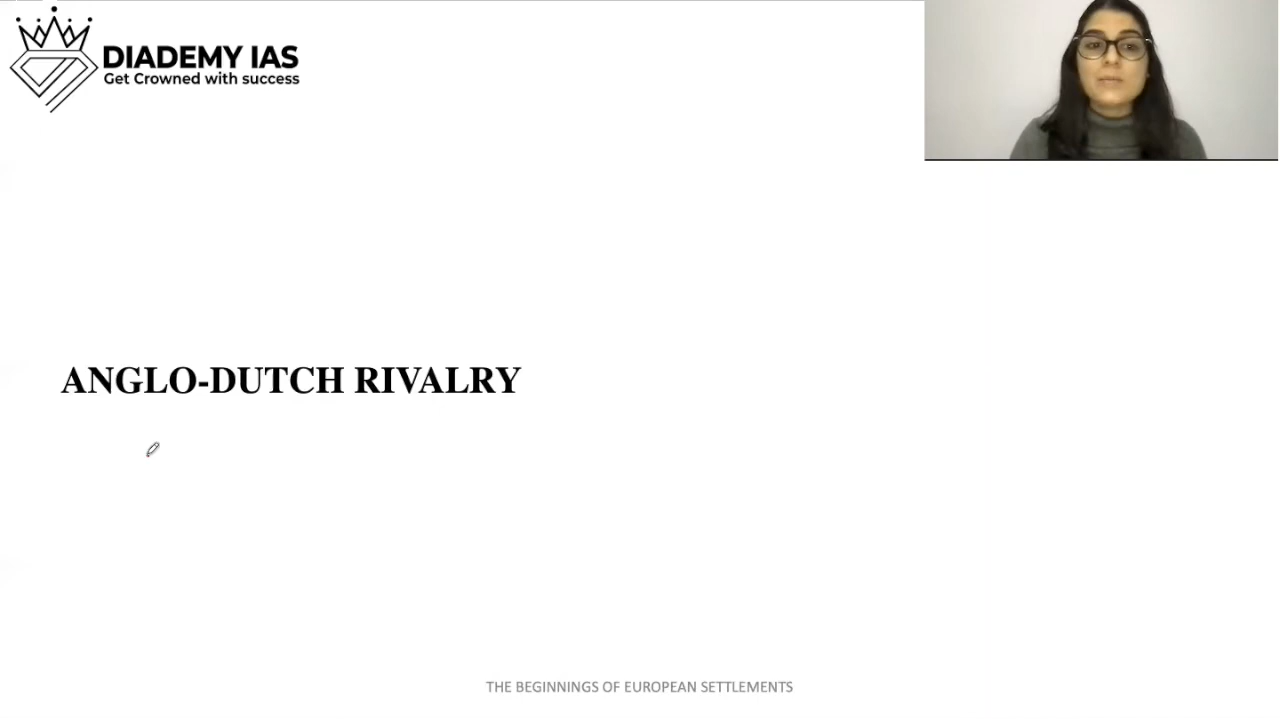 DIADEMY IAS
Get Crowned with success
ANGLO-DUTCH RIVALRY
THE BEGINNINGS OF EUROPEAN SETTLEMENTS